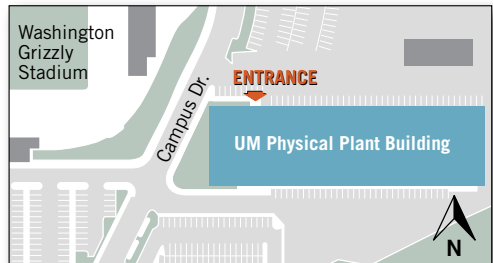 Washington
Grizzly
Stadium
Campus Dr.
ENTRANCE
UM Physical Plant Building
N